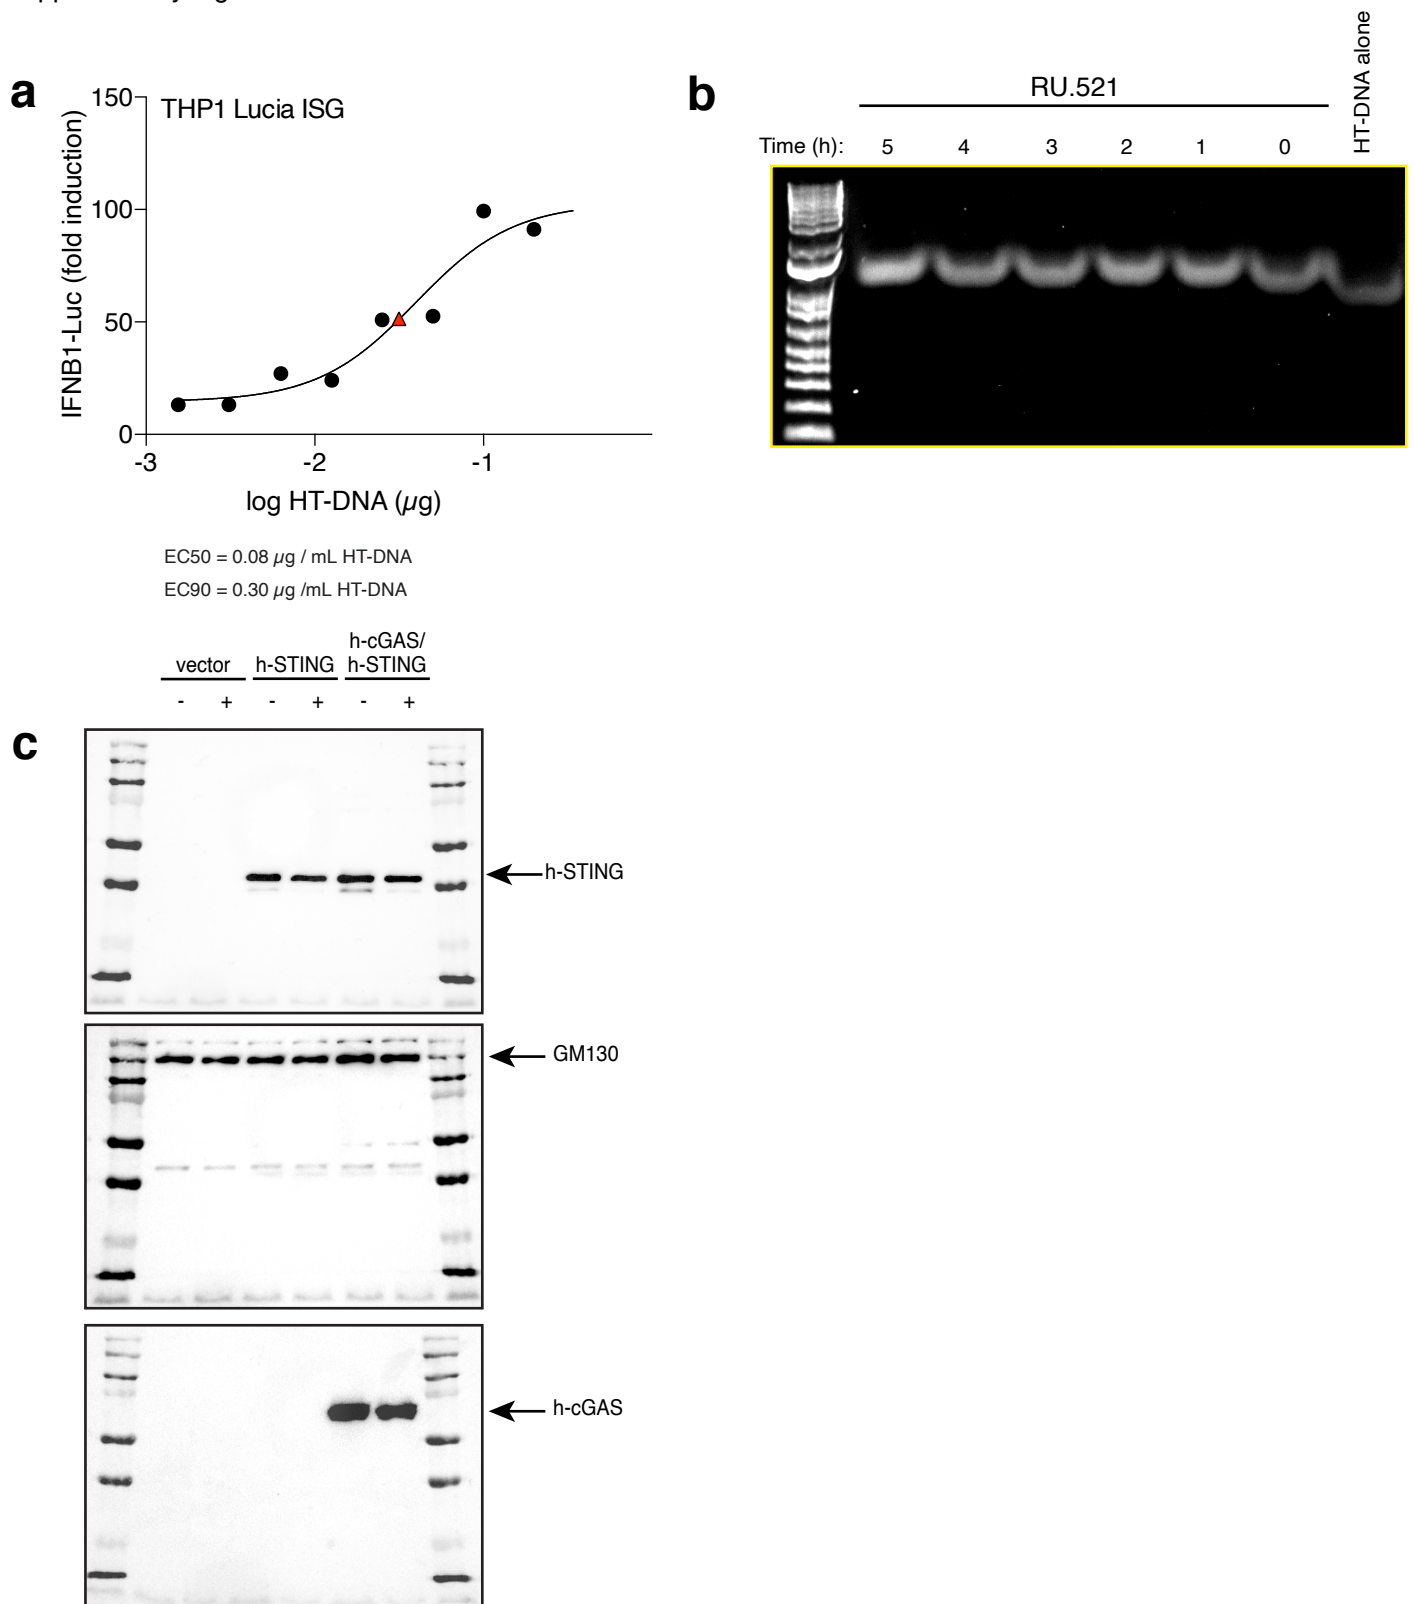 a
150
THP1 Lucia ISG
100
50
0
IFNB1-Luc (fold induction)
-3 -2 -1
log HT-DNA (µg)
EC50 = 0.08 µg / mL HT-DNA
EC90 = 0.30 µg /mL HT-DNA
b
RU.521
HT-DNA alone
Time (h): 5 4 3 2 1 0
c
vector h-STING h-cGAS/
h-STING
- + - + - +
h-STING
GM130
h-cGAS